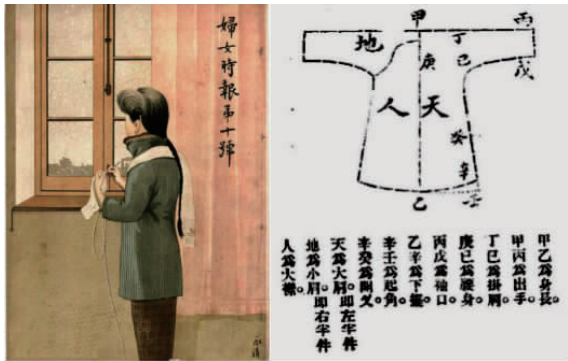 婦女時報第十號
甲
丙
地
丁
己
戊
庚
人
天
癸
辛
壬
乙
甲乙爲身長。
甲丙爲出手。
丁己爲掛肩。
庚己爲腰身。
丙戊爲袖口。
乙辛爲下擺。
辛壬爲起角。
辛癸爲開叉。
天爲大肩。即左半件
地爲小肩。即右半件
人爲大襟。